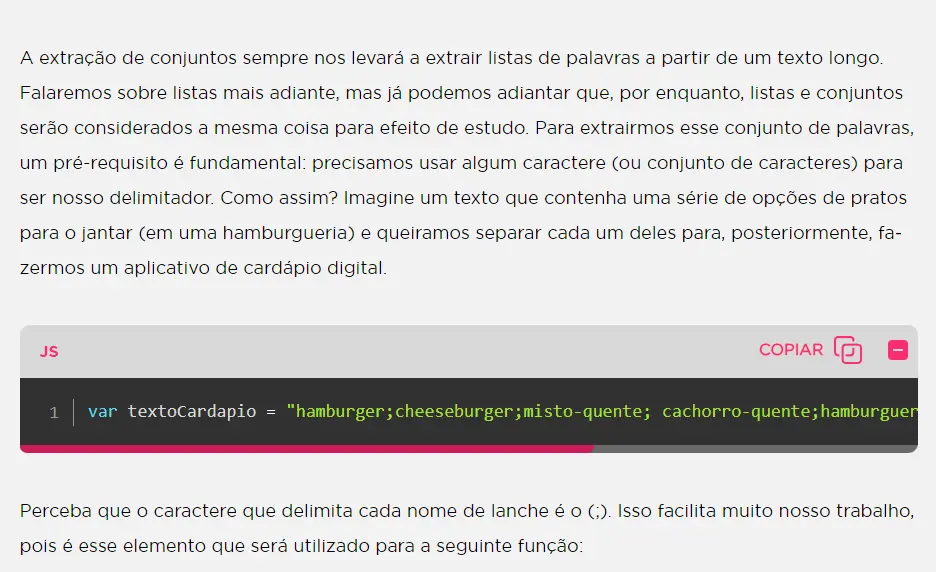 A extração de conjuntos sempre nos levará a extrair listas de palavras a partir de um texto longo.
Falaremos sobre listas mais adiante, mas já podemos adiantar que, por enquanto, listas e conjuntos
serão considerados a mesma coisa para efeito de estudo. Para extrairmos esse conjunto de palavras,
um pré-requisito é fundamental: precisamos usar algum caractere (ou conjunto de caracteres) para
ser nosso delimitador. Como assim? Imagine um texto que contenha uma série de opções de pratos
para o jantar (em uma hamburgueria) e queiramos separar cada um deles para, posteriormente, fa-
zermos um aplicativo de cardápio digital.
JS COPIAR
1 var textoCardapio = "hamburger;cheeseburger;misto-quente; cachorro-quente;hamburguer
Perceba que o caractere que delimita cada nome de lanche é o (;). Isso facilita muito nosso trabalho,
pois é esse elemento que será utilizado para a seguinte função: